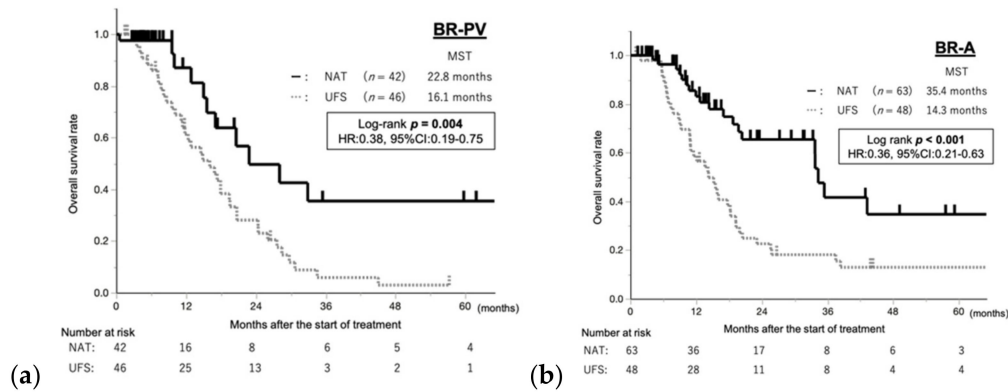 BR-PV
MST
NAT (n = 42) 22.8 months
UFS (n = 46) 16.1 months
Log-rank p = 0.004
HR:0.38, 95%CI:0.19-0.75
Overall survival rate
1.0
0.8
0.6
0.4
0.2
0.0
0 12 24 36 48 60 (months)
Months after the start of treatment
Number at risk
NAT: 42 16 8 6 5 4
UFS: 46 25 13 3 2 1
(a)
BR-A
MST
NAT (n = 63) 35.4 months
UFS (n = 48) 14.3 months
Log rank p < 0.001
HR:0.36, 95%CI:0.21-0.63
Overall survival rate
1.0
0.8
0.6
0.4
0.2
0.0
0 12 24 36 48 60 (months)
Months after the start of treatment
Number at risk
NAT: 63 36 17 8 6 3
UFS: 48 28 11 8 4 4
(b)